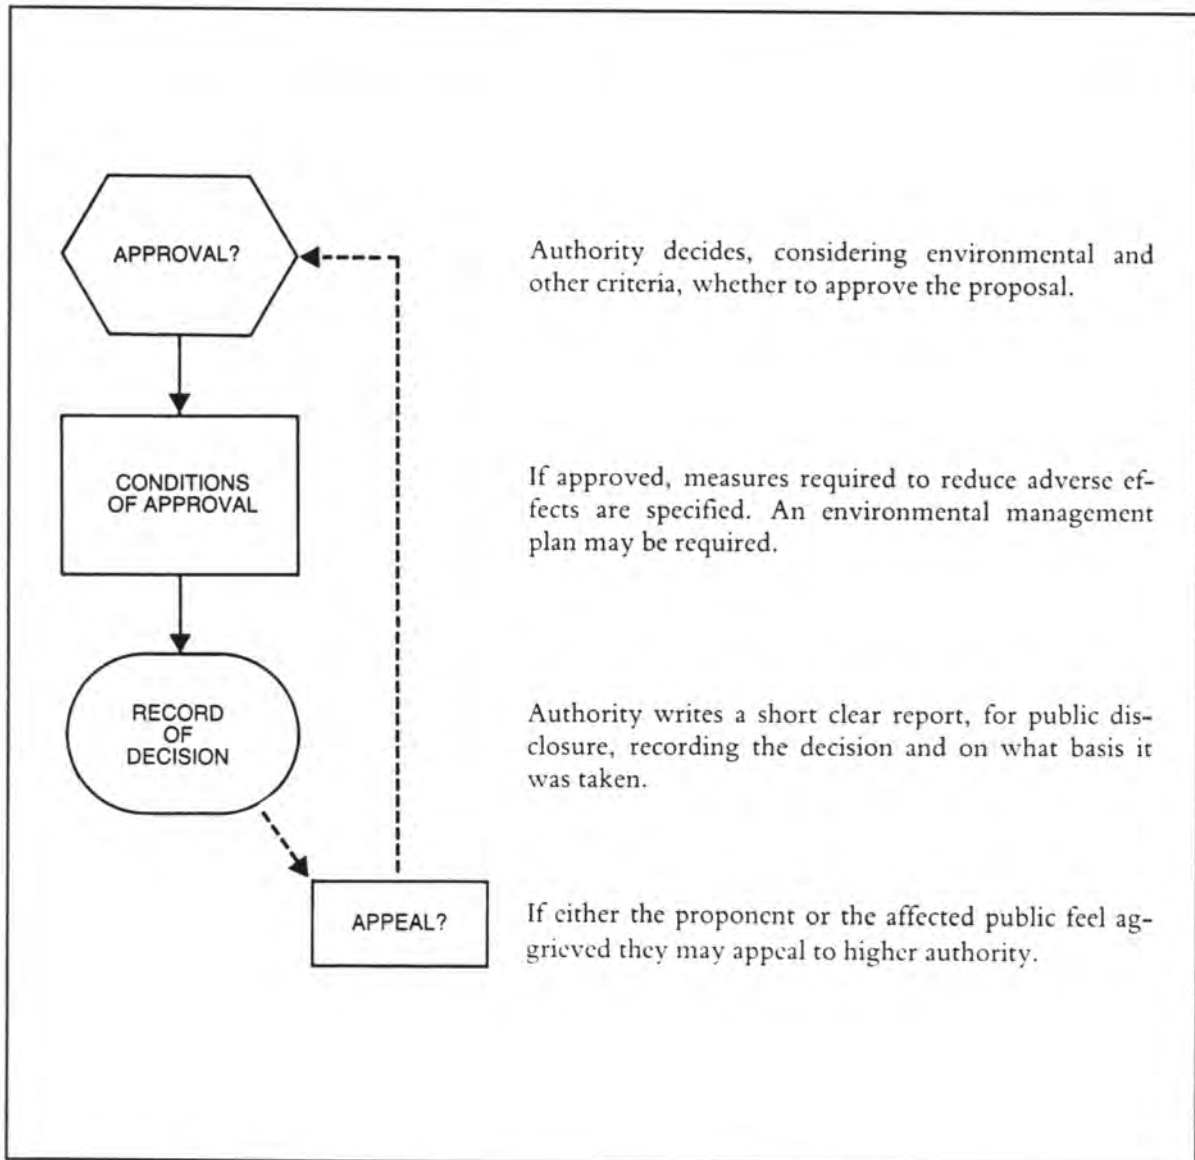 APPROVAL?
Authority decides, considering environmental and
other criteria, whether to approve the proposal.
CONDITIONS
OF APPROVAL
If approved, measures required to reduce adverse ef-
fects are specified. An environmental management
plan may be required.
RECORD
OF
DECISION
Authority writes a short clear report, for public dis-
closure, recording the decision and on what basis it
was taken.
APPEAL?
If either the proponent or the affected public feel ag-
grieved they may appeal to higher authority.